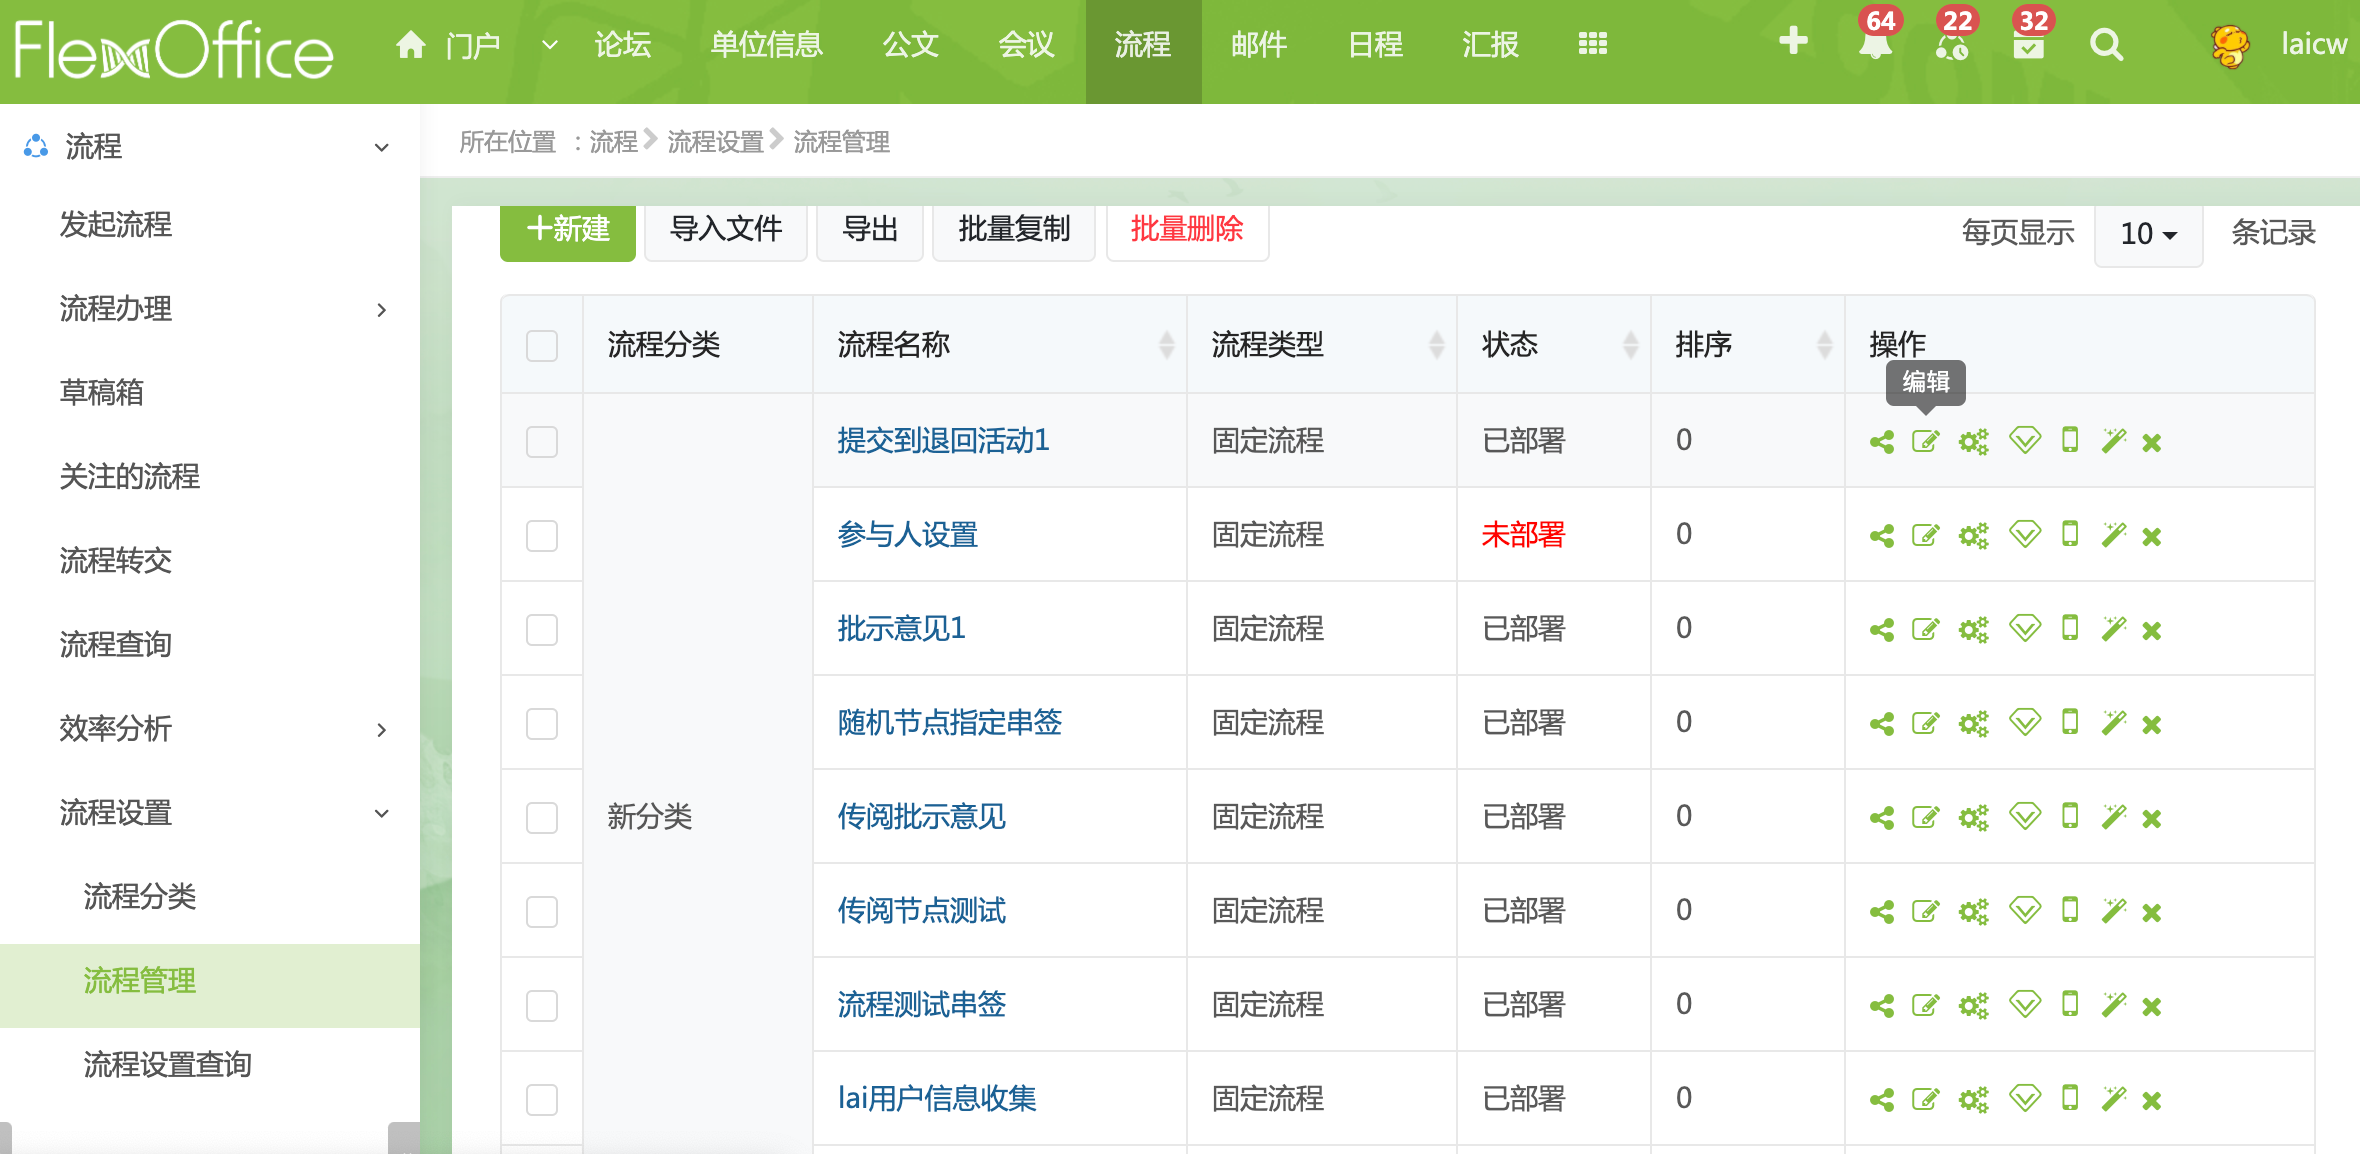 FlexOffice 门户 论坛 单位信息 公文 会议 流程 邮件 日程 汇报 64 22 32 laicw
流程
发起流程
流程办理
草稿箱
关注的流程
流程转交
流程查询
效率分析
流程设置
流程分类
流程管理
流程设置查询
所在位置 : 流程 流程设置 流程管理
新建 导入文件 导出 批量复制 批量删除 每页显示 10 条记录
流程分类 流程名称 流程类型 状态 排序 操作
编辑
提交到退回活动1 固定流程 已部署 0
参与人设置 固定流程 未部署 0
批示意见1 固定流程 已部署 0
随机节点指定串签 固定流程 已部署 0
新分类 传阅批示意见 固定流程 已部署 0
传阅节点测试 固定流程 已部署 0
流程测试串签 固定流程 已部署 0
lai用户信息收集 固定流程 已部署 0